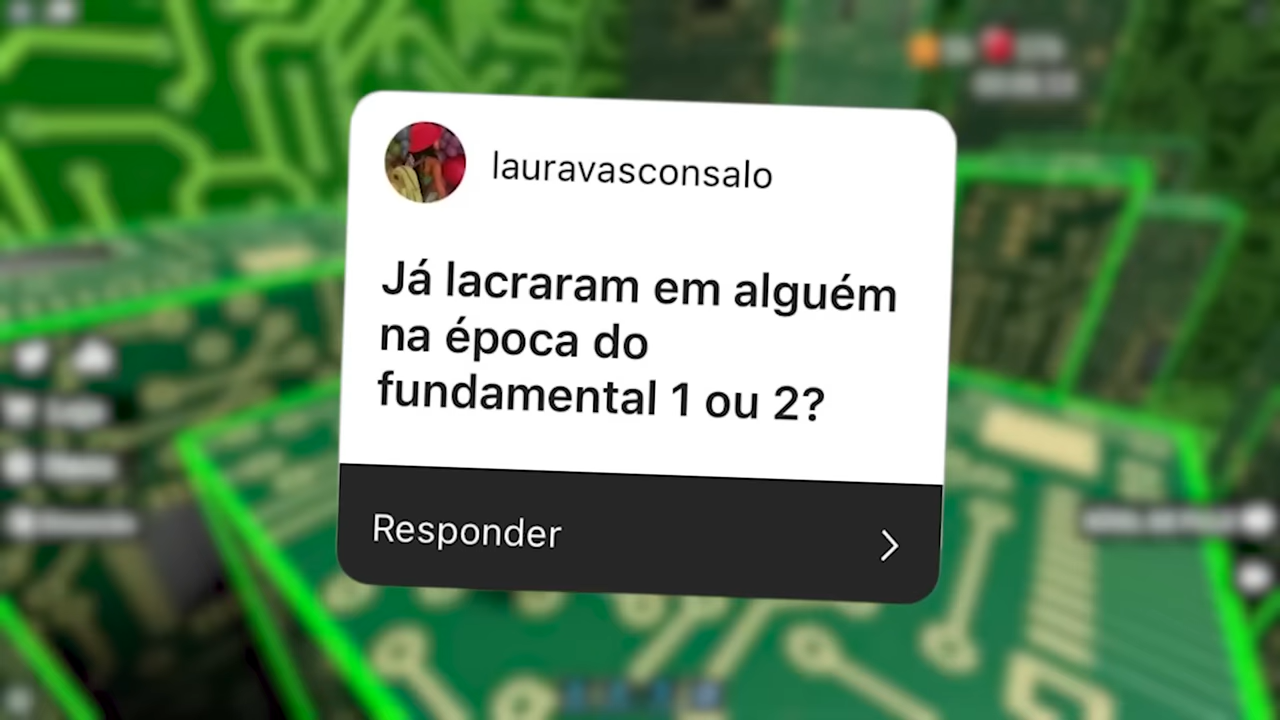 lauravasconsalo
Já lacraram em alguém
na época do
fundamental 1 ou 2?
Responder